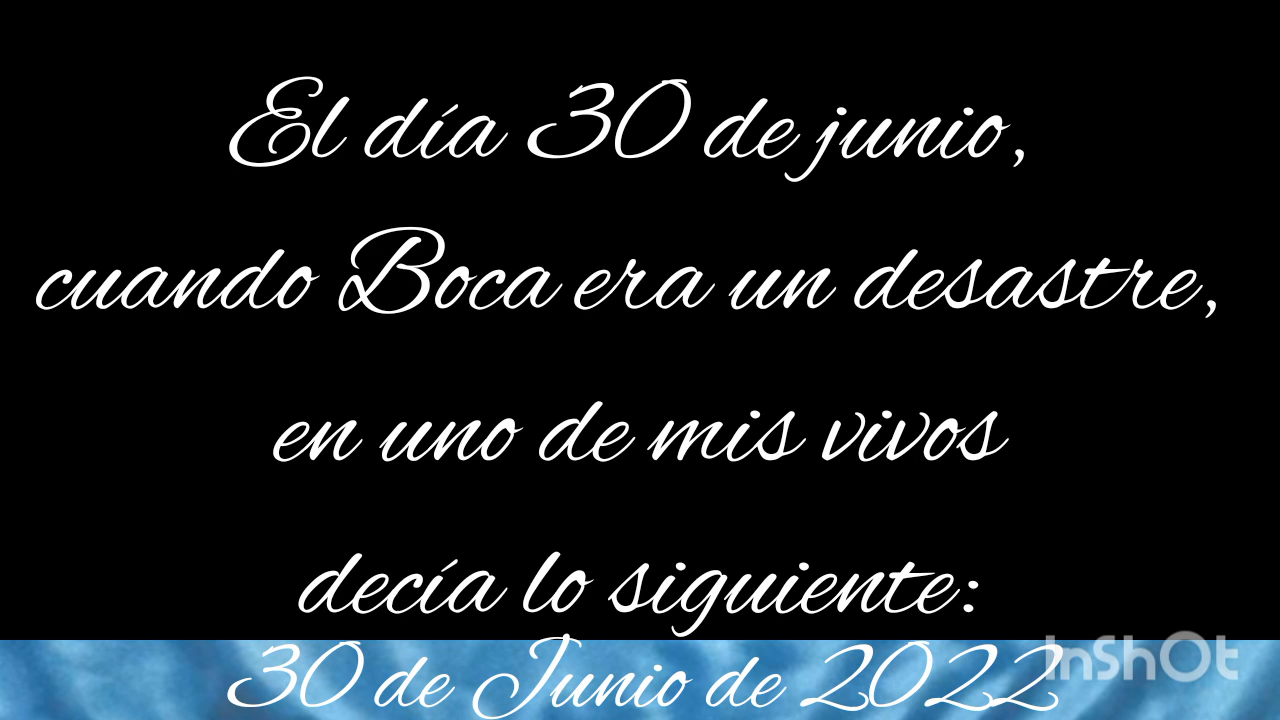 El día 30 de junio,
cuando Boca era un desastre,
en uno de mis vivos
decía lo siguiente:
30 de Junio de 2022
InShOt